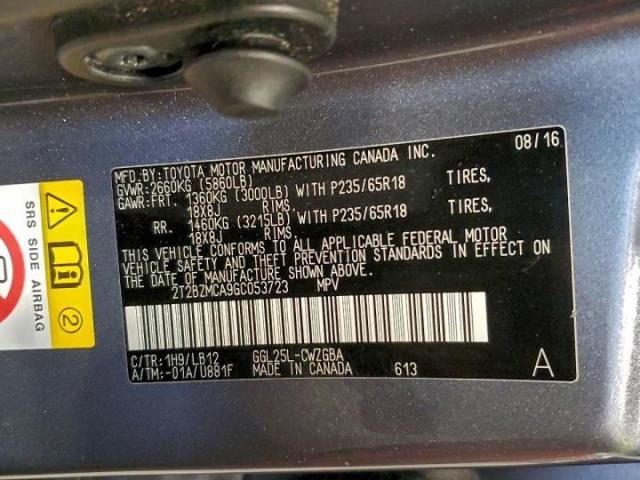 MFD.BY:TOYOTA MOTOR MANUFACTURING CANADA INC. 08/16
GVWR:2660KG (5860LB)
GAWR:FRT. 1360KG (3000LB) WITH P235/65R18 TIRES,
18X8J RIMS,
RR. 1460KG (3215LB) WITH P235/65R18 TIRES,
18X8J RIMS.
THIS VEHICLE CONFORMS TO ALL APPLICABLE FEDERAL MOTOR
VEHICLE SAFETY AND THEFT PREVENTION STANDARDS IN EFFECT ON
THE DATE OF MANUFACTURE SHOWN ABOVE.
2T2BZMCA9GC053723 MPV
C/TR:1H9/LB12 GGL25L-CWZGBA
A/TM:-01A/U881F MADE IN CANADA 613 A
SRS SIDE AIRBAG
2